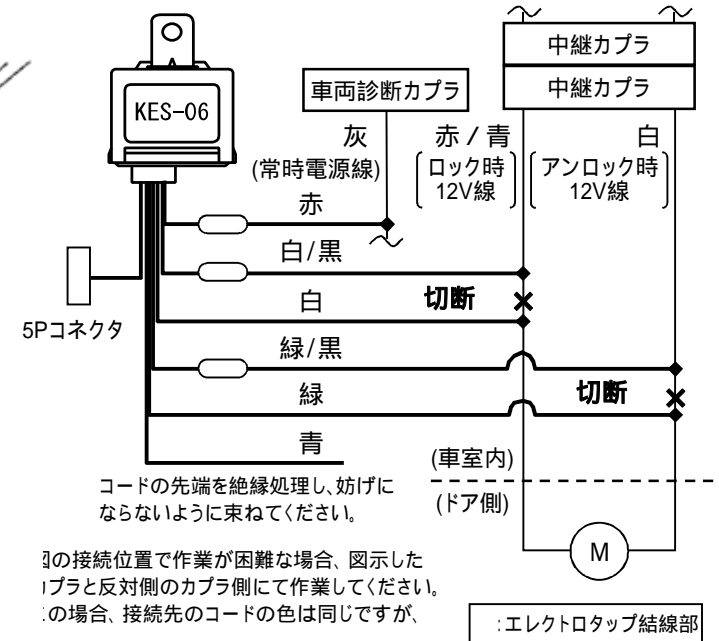 中継カプラ
中継カプラ
KES-06
車両診断カプラ
灰
(常時電源線)
赤 / 青
ロック時
12V線
白
アンロック時
12V線
赤
白/黒
切断
白
5Pコネクタ
緑/黒
切断
緑
青
(車室内)
(ドア側)
コードの先端を絶縁処理し、妨げに
ならないように束ねてください。
M
の接続位置で作業が困難な場合、図示した
カプラと反対側のカプラ側にて作業してください。
の場合、接続先のコードの色は同じですが、
:エレクトロタップ結線部